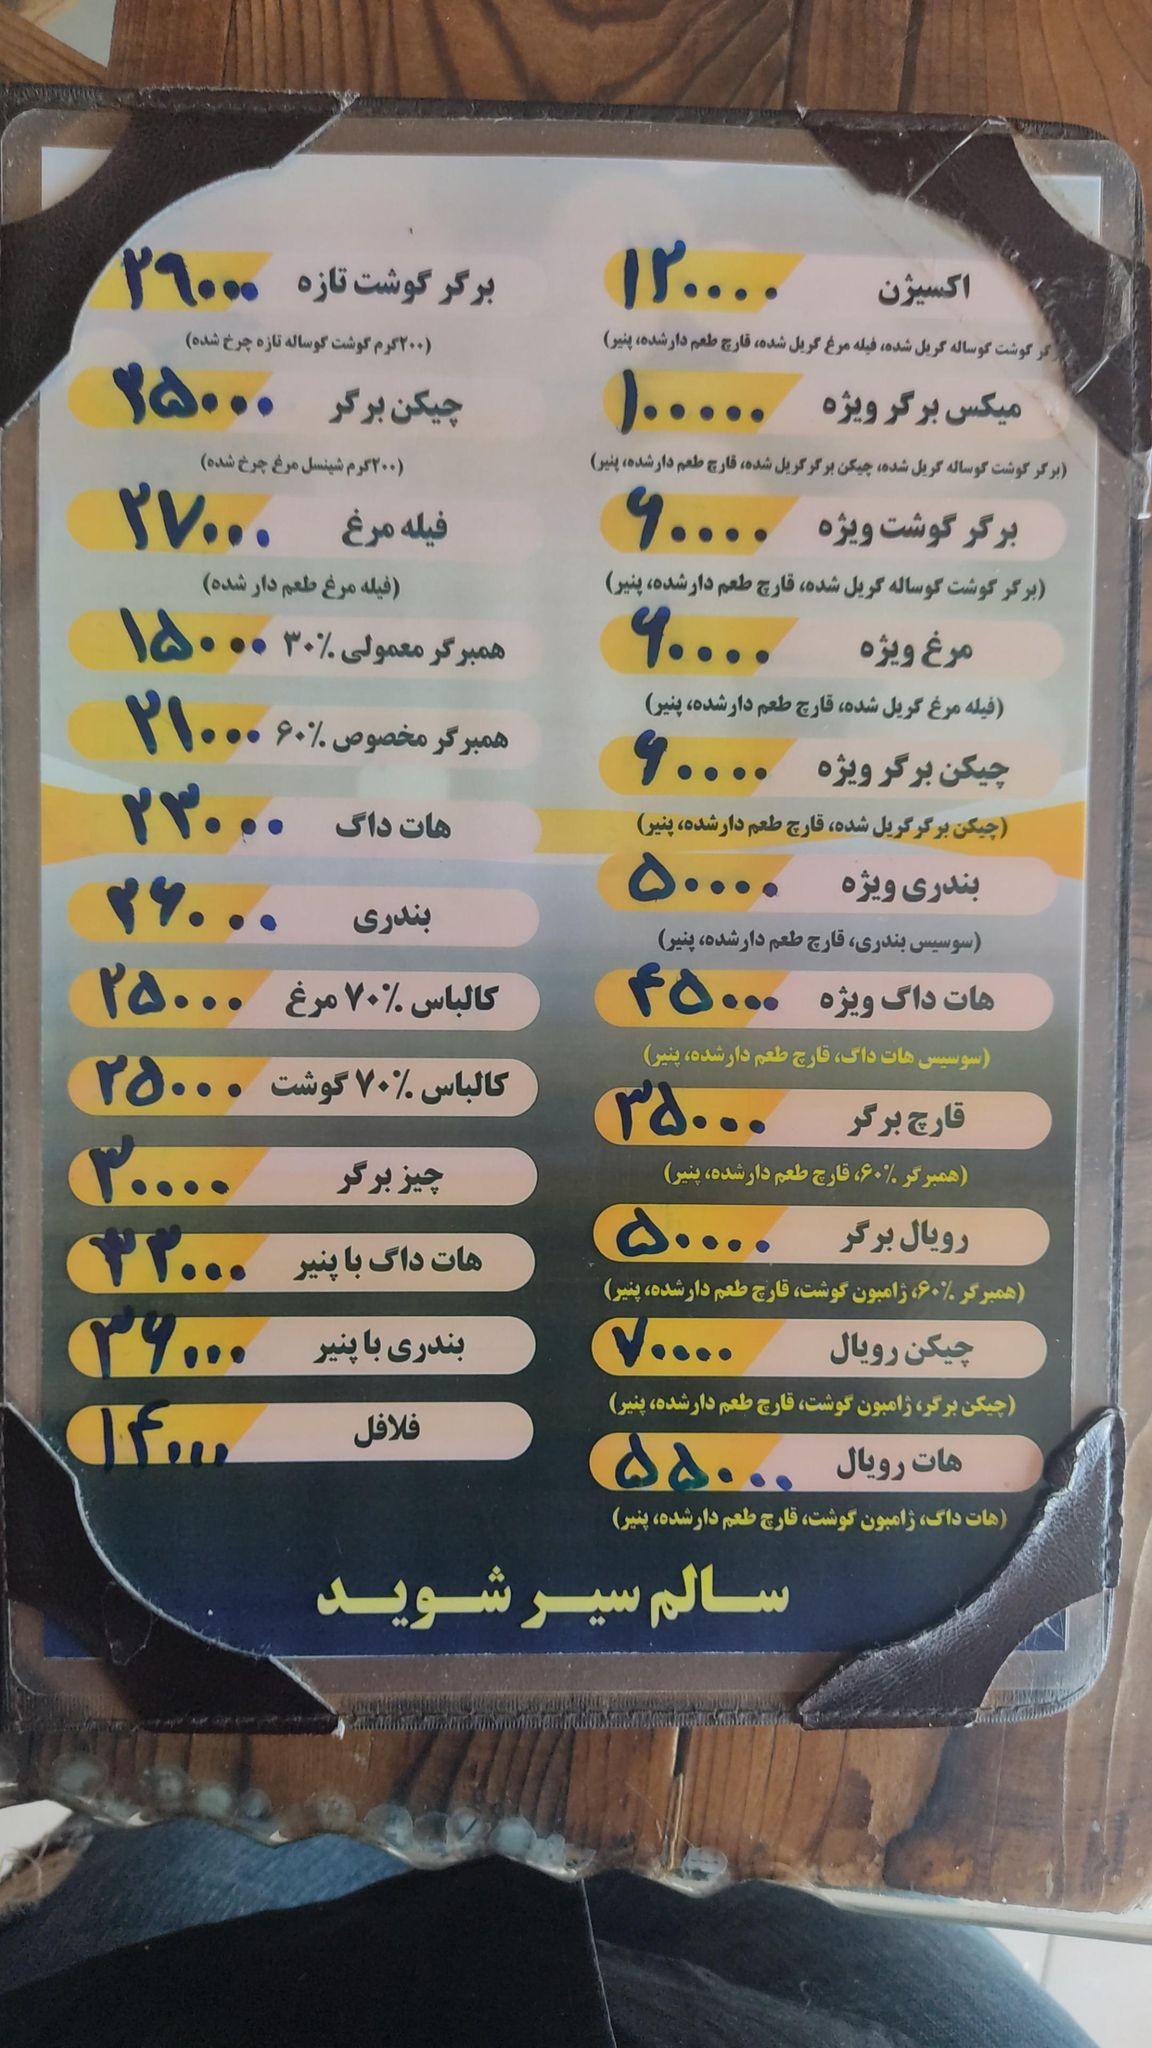 اکسیژن ۱۲۰۰۰۰
گوشت گوساله گریل شده، فیله مرغ گریل شده، قارچ طعم دارشده، پنیر)
میکس برگر ویژه ۱۰۰۰۰۰
(برگر گوشت گوساله گریل شده، چیکن برگرگریل شده، قارچ طعم دارشده، پنیر)
برگر گوشت ویژه ۶۰۰۰۰
(برگر گوشت گوساله گریل شده، قارچ طعم دارشده، پنیر)
مرغ ویژه ۶۰۰۰۰
(فیله مرغ گریل شده، قارچ طعم دارشده، پنیر)
چیکن برگر ویژه ۶۰۰۰۰
(چیکن برگرگریل شده، قارچ طعم دارشده، پنیر)
بندری ویژه ۵۰۰۰۰
(سوسیس بندری، قارچ طعم دارشده، پنیر)
هات داگ ویژه ۴۵۰۰۰
(سوسیس هات داگ، قارچ طعم دارشده، پنیر)
قارچ برگر ۳۵۰۰۰
(همبرگر ۶۰٪، قارچ طعم دارشده، پنیر)
رویال برگر ۵۰۰۰۰
(همبرگر ۶۰٪، ژامبون گوشت، قارچ طعم دارشده، پنیر)
چیکن رویال ۷۰۰۰۰
(چیکن برگر، ژامبون گوشت، قارچ طعم دارشده، پنیر)
هات رویال ۵۵۰۰۰
(هات داگ، ژامبون گوشت، قارچ طعم دارشده، پنیر)
برگر گوشت تازه ۲۹۰۰۰
(۲۰۰گرم گوشت گوساله تازه چرخ شده)
چیکن برگر ۲۵۰۰۰
(۲۰۰گرم شینسل مرغ چرخ شده)
فیله مرغ ۲۷۰۰۰
(فیله مرغ طعم دار شده)
همبرگر معمولی ۳۰٪ ۱۵۰۰۰
همبرگر مخصوص ۶۰٪ ۲۱۰۰۰
هات داگ ۲۳۰۰۰
بندری ۲۶۰۰۰
کالباس ۷۰٪ مرغ ۲۵۰۰۰
کالباس ۷۰٪ گوشت ۲۵۰۰۰
چیز برگر ۳۰۰۰۰
هات داگ با پنیر ۳۳۰۰۰
بندری با پنیر ۳۶۰۰۰
فلافل ۱۴۰۰۰
سالم سیر شوید